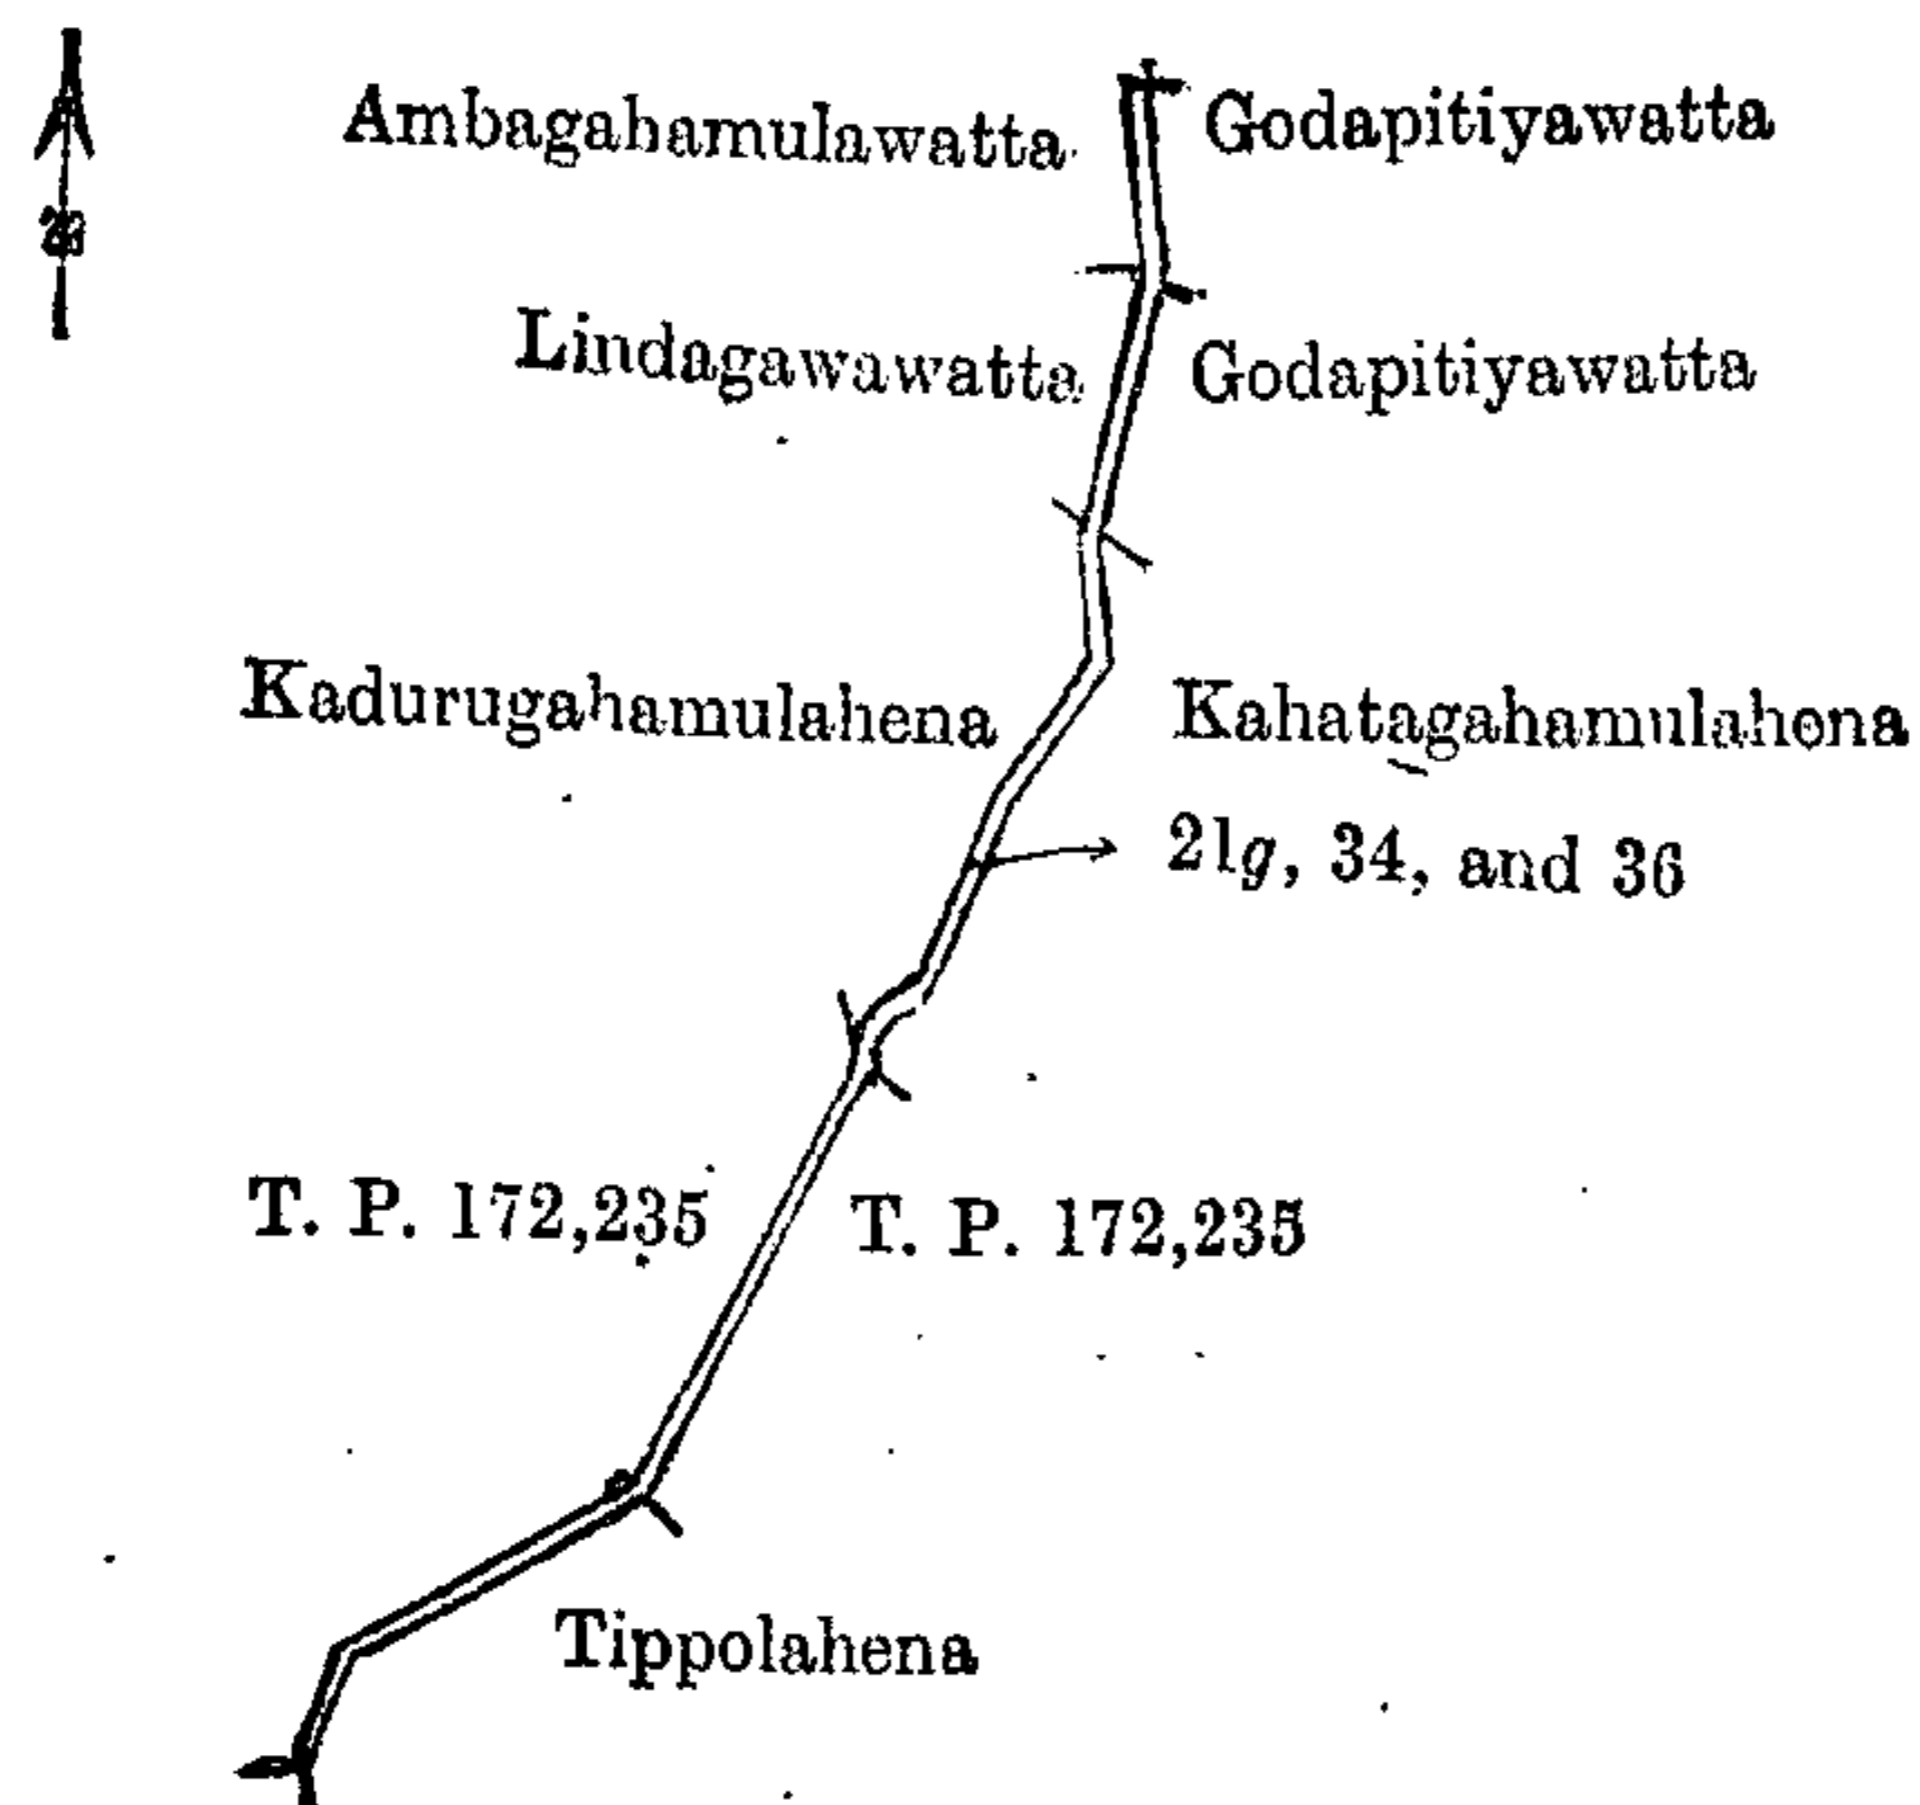 Ambagahamulawatta Godapitiyawatta
Lindagawawatta Godapitiyawatta
Kadurugahamulahena Kahatagahamulahena
21g, 34, and 36
T. P. 172,235 T. P. 172,235
Tippolahena